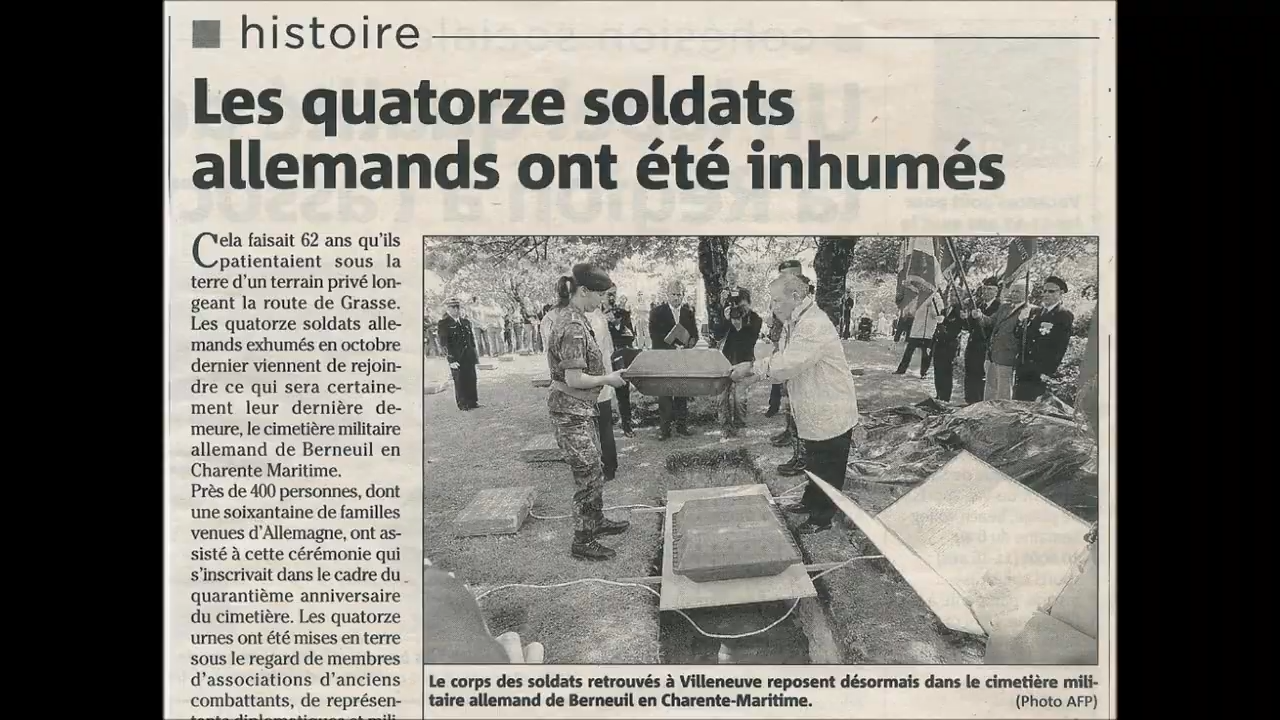 histoire
Les quatorze soldats
allemands ont été inhumés
Cela faisait 62 ans qu'ils
patientaient sous la
terre d'un terrain privé lon-
geant la route de Grasse.
Les quatorze soldats alle-
mands exhumés en octobre
dernier viennent de rejoin-
dre ce qui sera certaine-
ment leur dernière de-
meure, le cimetière militaire
allemand de Berneuil en
Charente Maritime.
Près de 400 personnes, dont
une soixantaine de familles
venues d'Allemagne, ont as-
sisté à cette cérémonie qui
s'inscrivait dans le cadre du
quarantième anniversaire
du cimetière. Les quatorze
urnes ont été mises en terre
sous le regard de membres
d'associations d'anciens
combattants, de représen-
tants diplomatiques et mili-
Le corps des soldats retrouvés à Villeneuve reposent désormais dans le cimetière mili-
taire allemand de Berneuil en Charente-Maritime.
(Photo AFP)